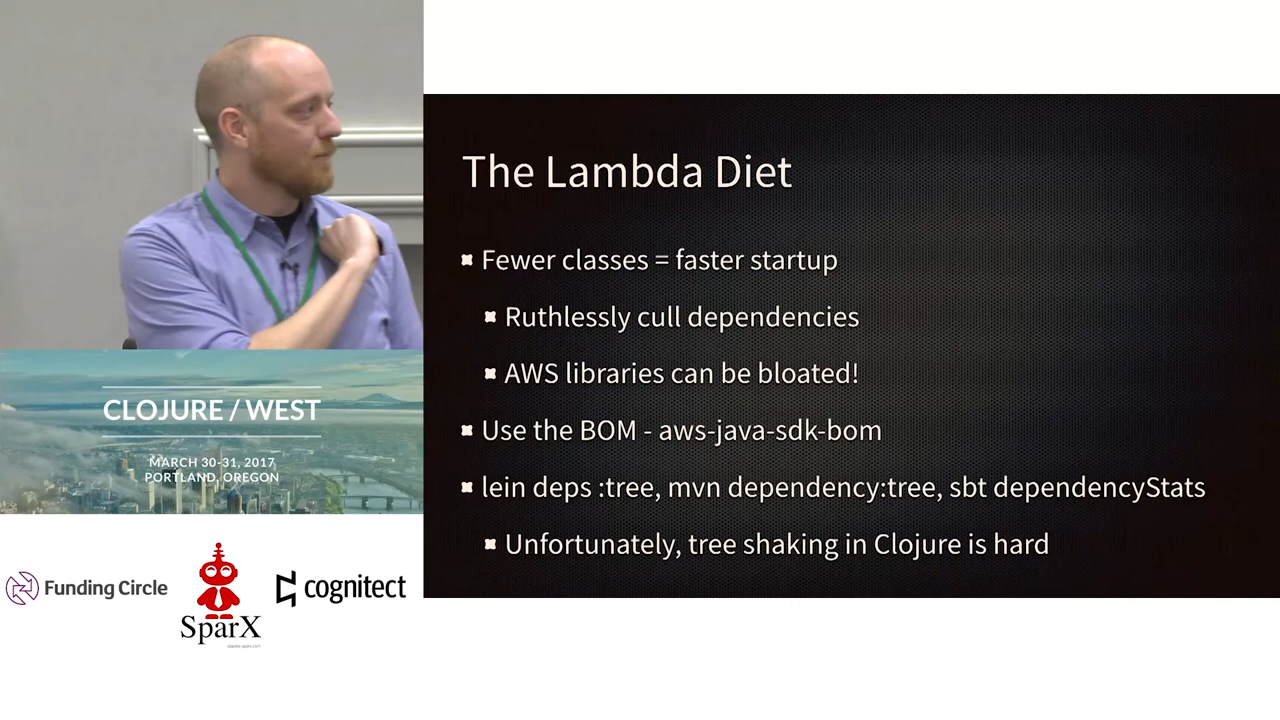 The Lambda Diet
Fewer classes = faster startup
Ruthlessly cull dependencies
AWS libraries can be bloated!
Use the BOM - aws-java-sdk-bom
lein deps :tree, mvn dependency:tree, sbt dependencyStats
Unfortunately, tree shaking in Clojure is hard
CLOJURE / WEST
MARCH 30-31, 2017
PORTLAND, OREGON
Funding Circle
SparX
cognitect